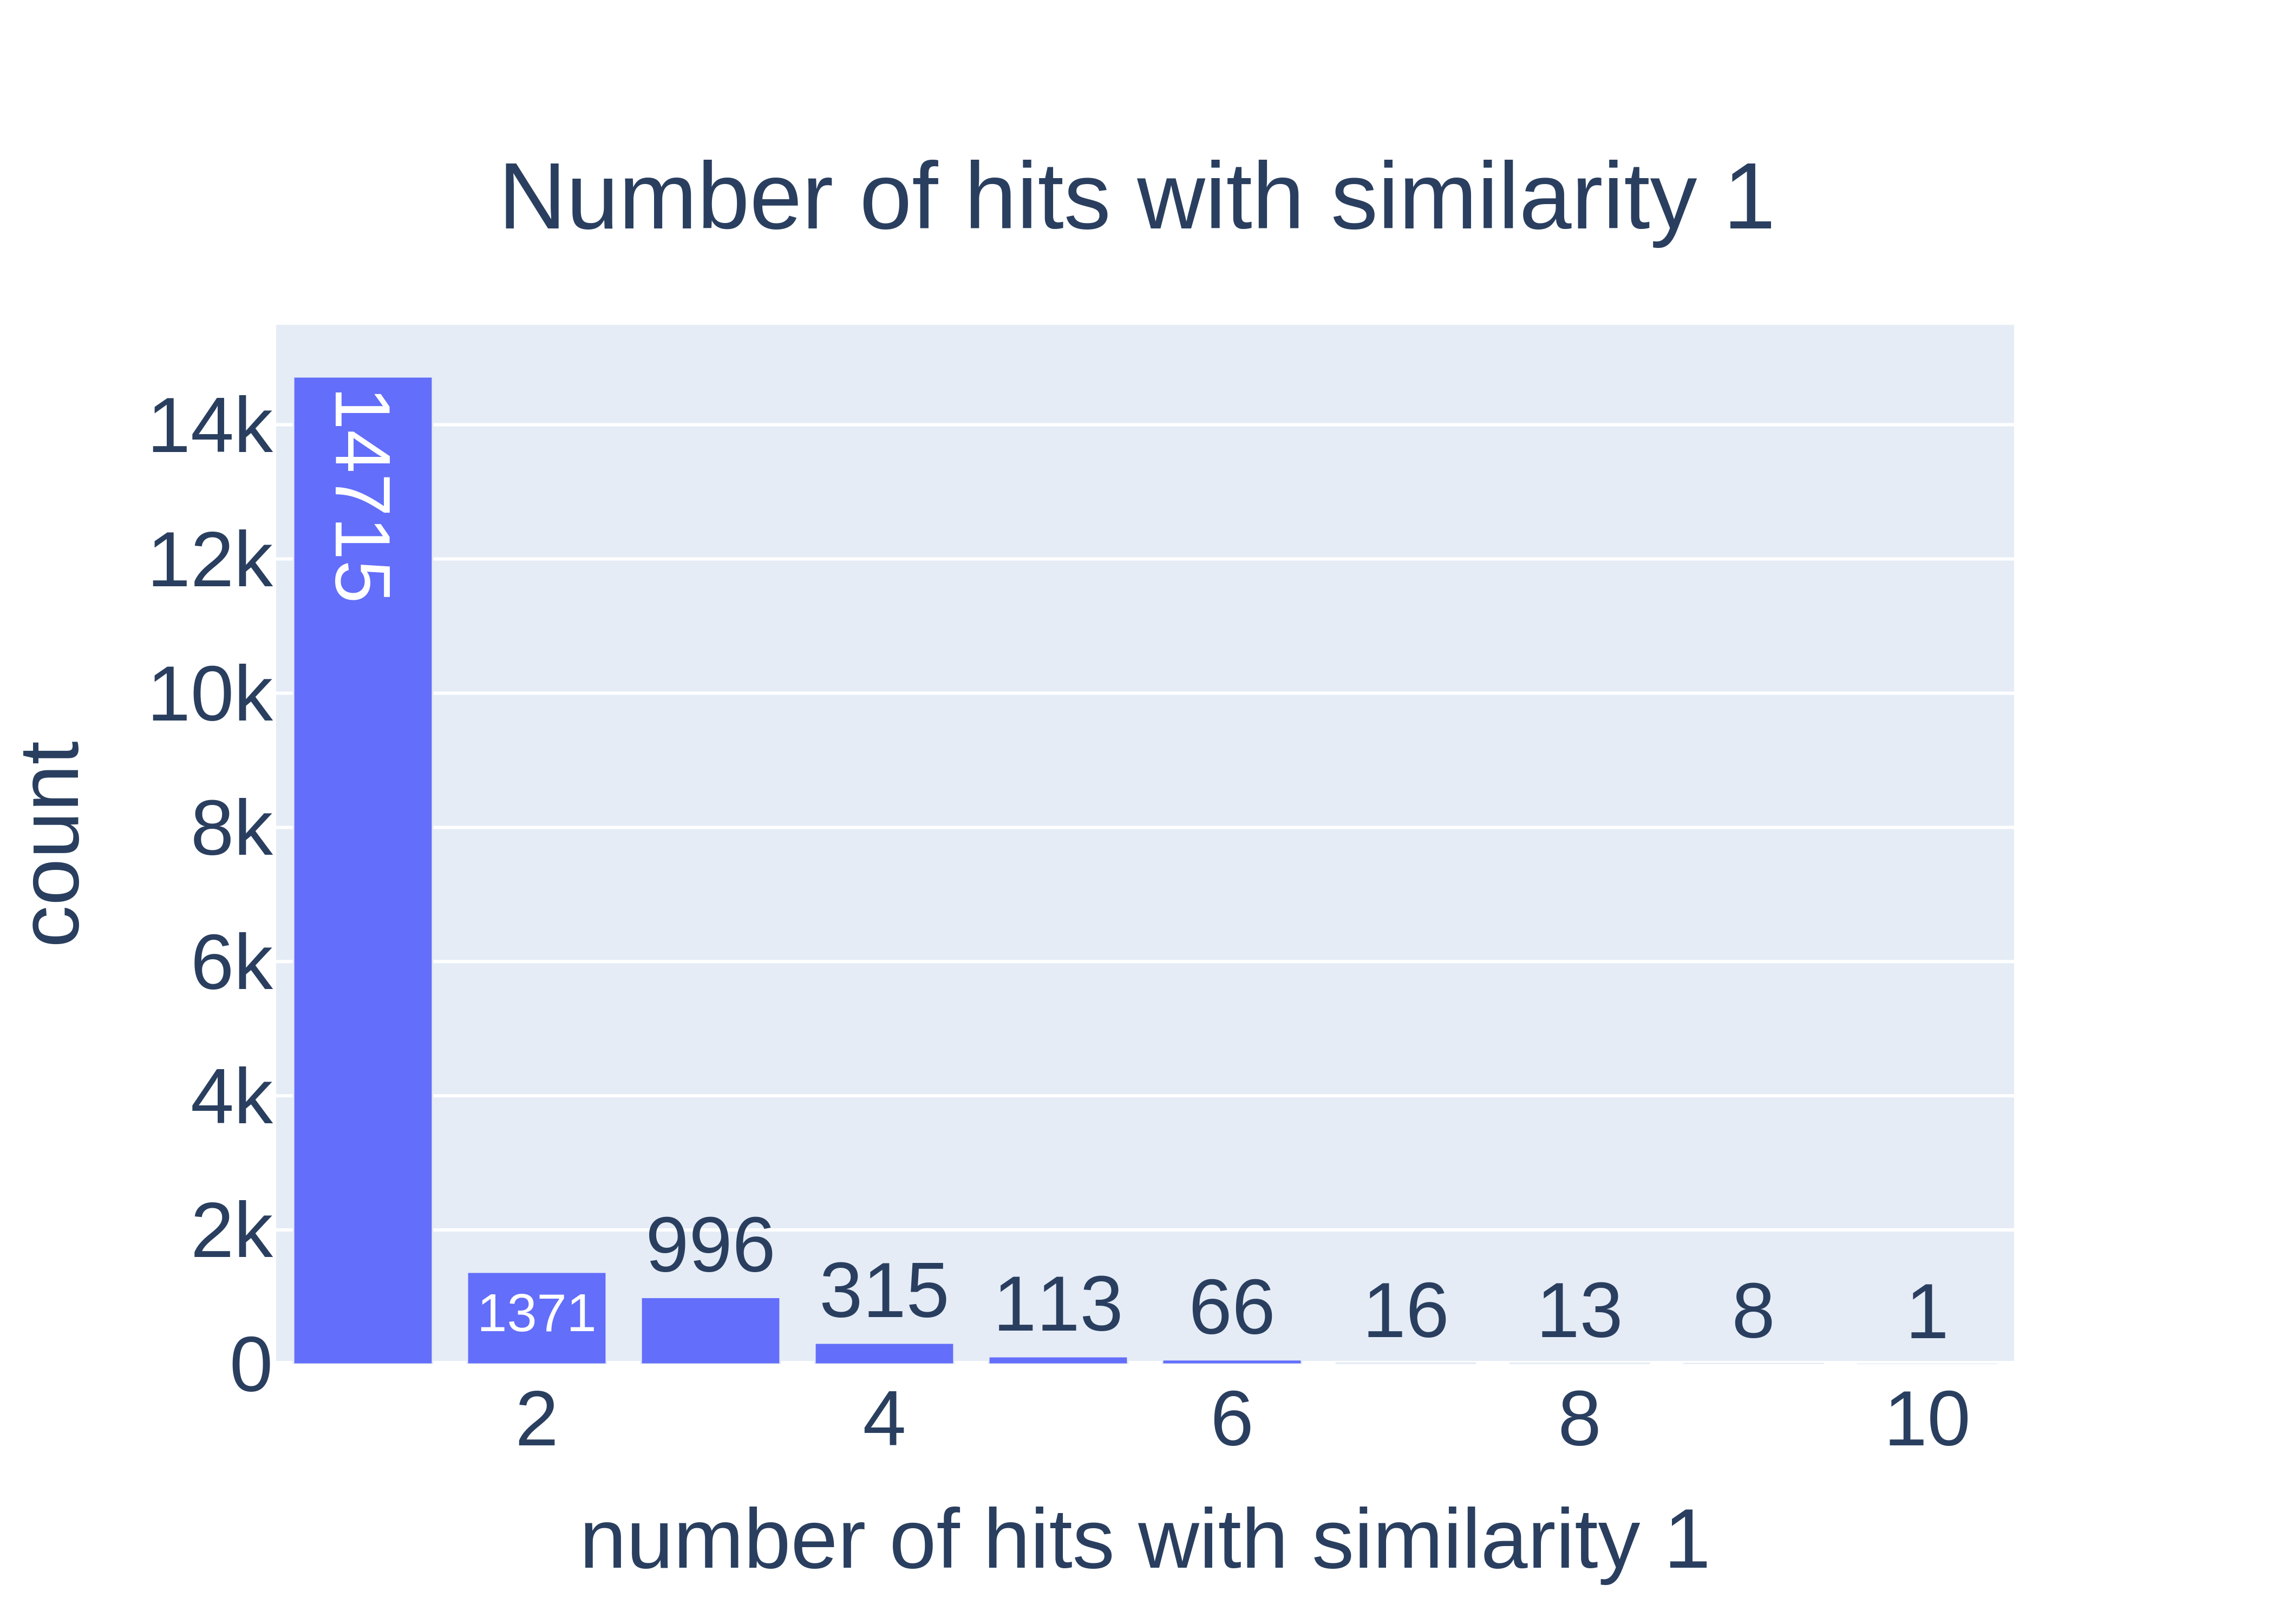 Number of hits with similarity 1
count
14k
12k
10k
8k
6k
4k
2k
0
14715
1371
996
315
113
66
16
13
8
1
2 4 6 8 10
number of hits with similarity 1